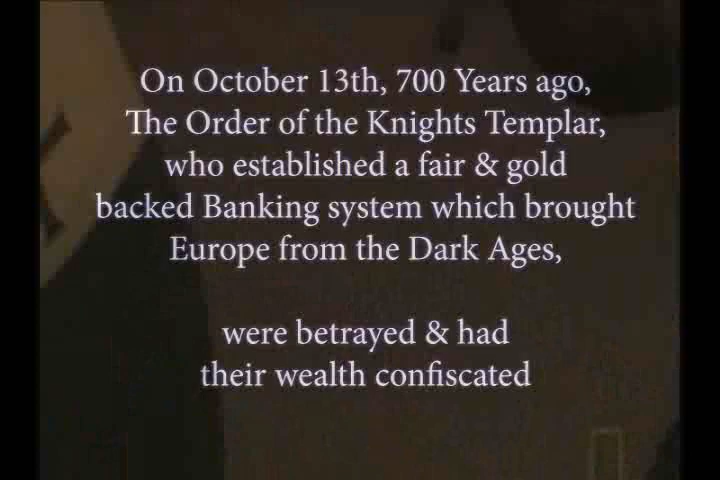 On October 13th, 700 Years ago,
The Order of the Knights Templar,
who established a fair & gold
backed Banking system which brought
Europe from the Dark Ages,
were betrayed & had
their wealth confiscated